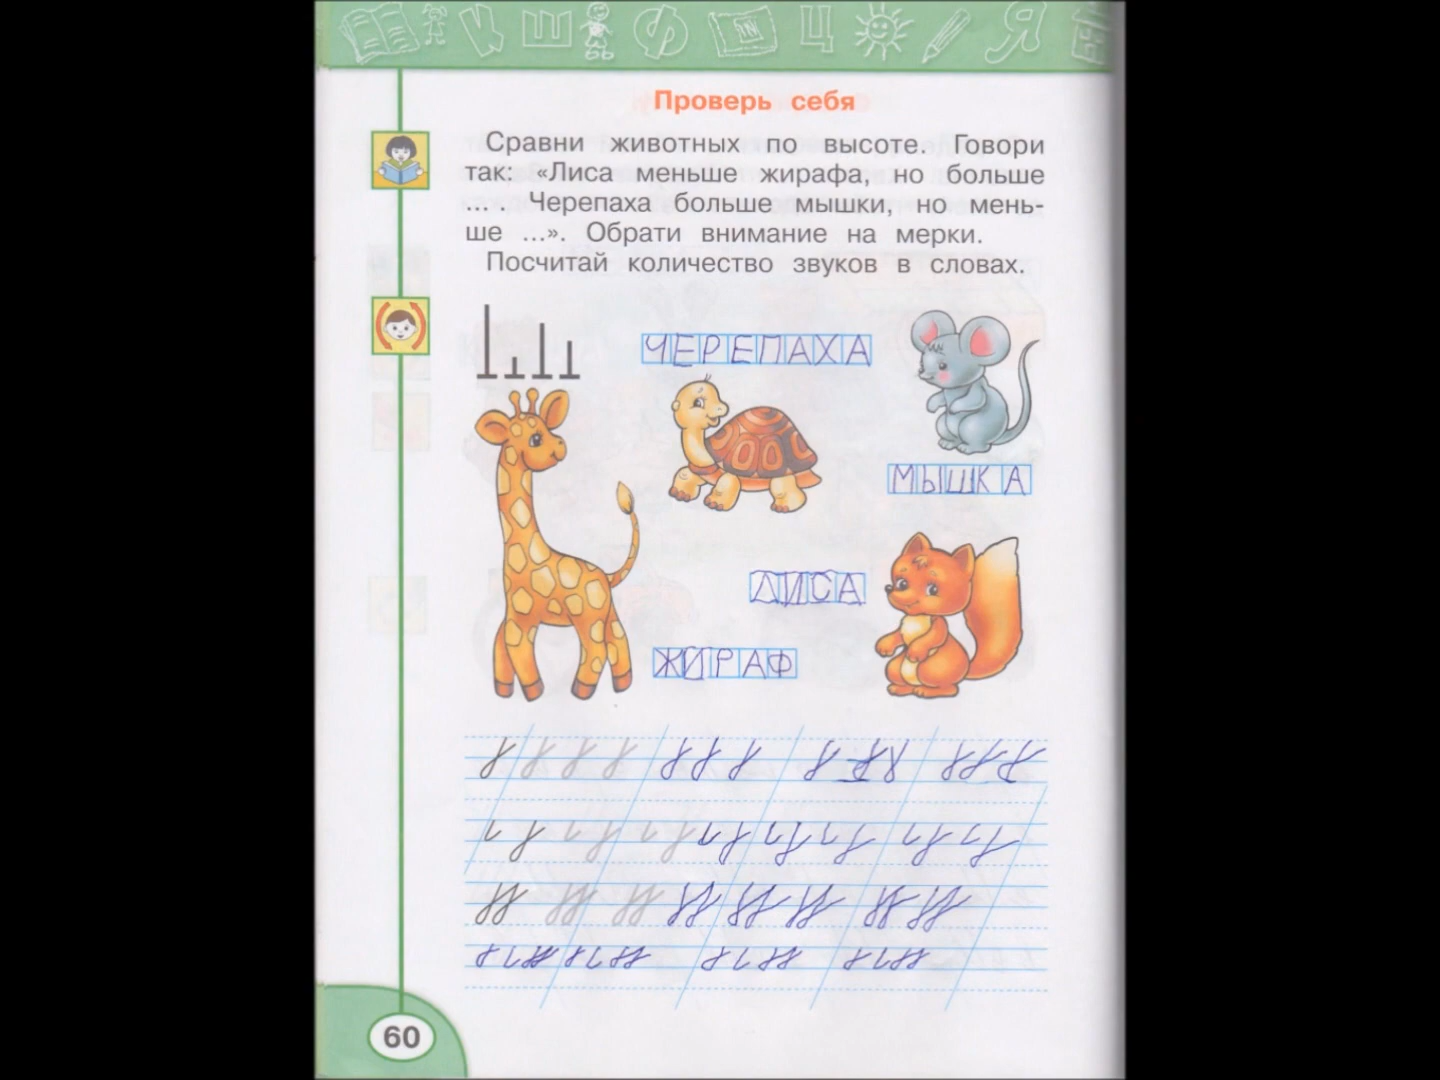 Проверь себя
Сравни животных по высоте. Говори
так: «Лиса меньше жирафа, но больше
... . Черепаха больше мышки, но мень-
ше ...». Обрати внимание на мерки.
Посчитай количество звуков в словах.
ЧЕРЕПАХА
МЫШКА
ЛИСА
ЖИРАФ
60